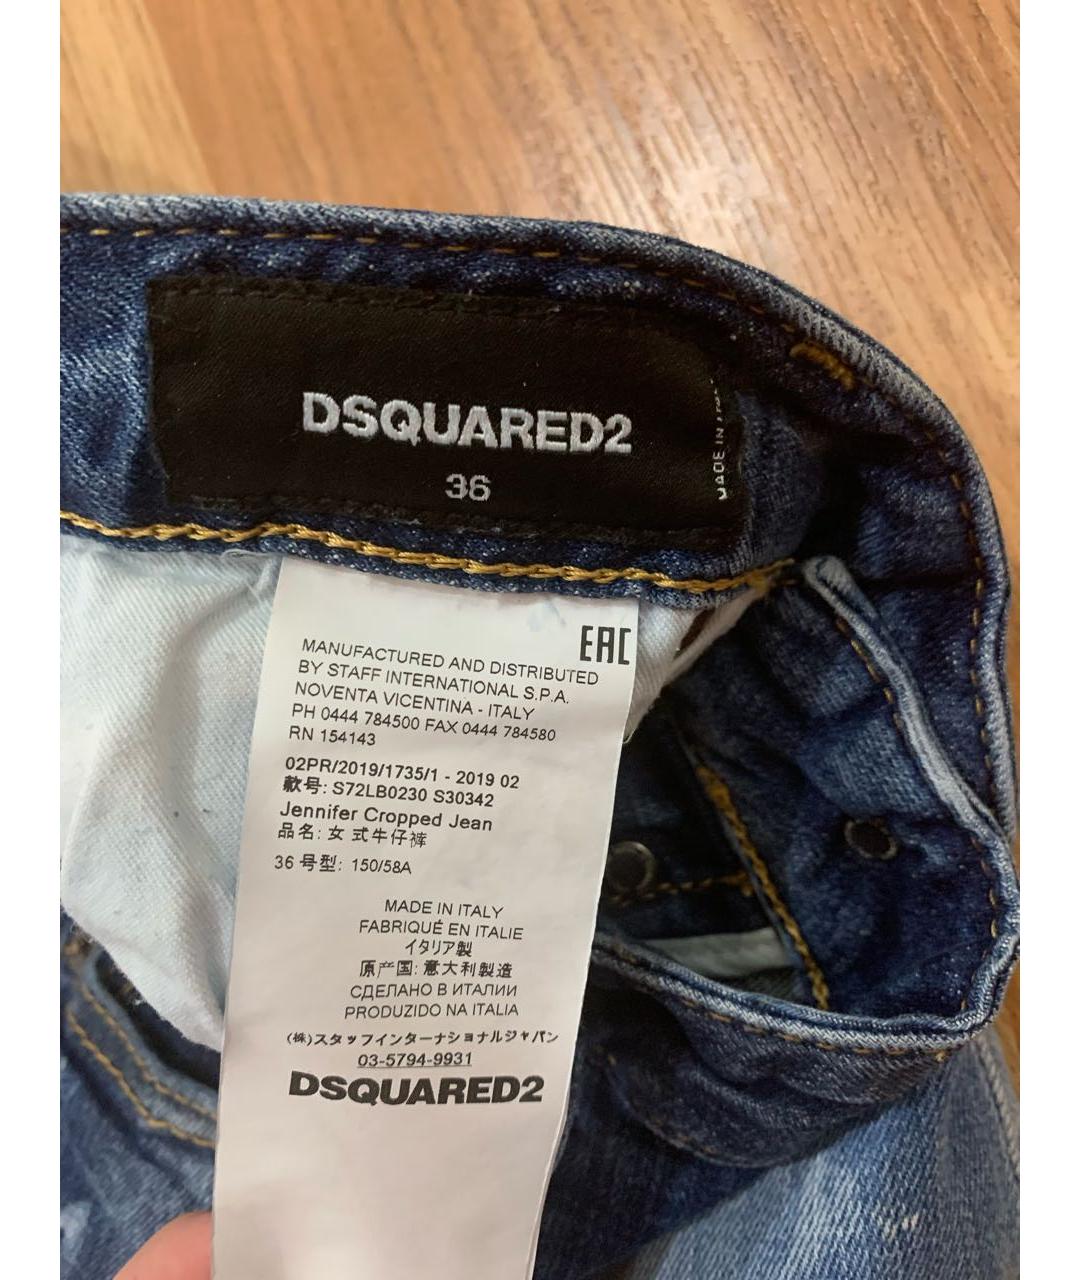 DSQUARED2
36
MADE IN
EAC
MANUFACTURED AND DISTRIBUTED
BY STAFF INTERNATIONAL S.P.A.
NOVENTA VICENTINA - ITALY
PH 0444 784500 FAX 0444 784580
RN 154143
02PR/2019/1735/1 - 2019 02
款号: S72LB0230 S30342
Jennifer Cropped Jean
品名: 女 式牛仔裤
36 号型: 150/58A
MADE IN ITALY
FABRIQUÉ EN ITALIE
イタリア製
原产国: 意大利製造
СДЕЛАНО В ИТАЛИИ
PRODUZIDO NA ITALIA
(株)スタッフインターナショナルジャパン
03-5794-9931
DSQUARED2